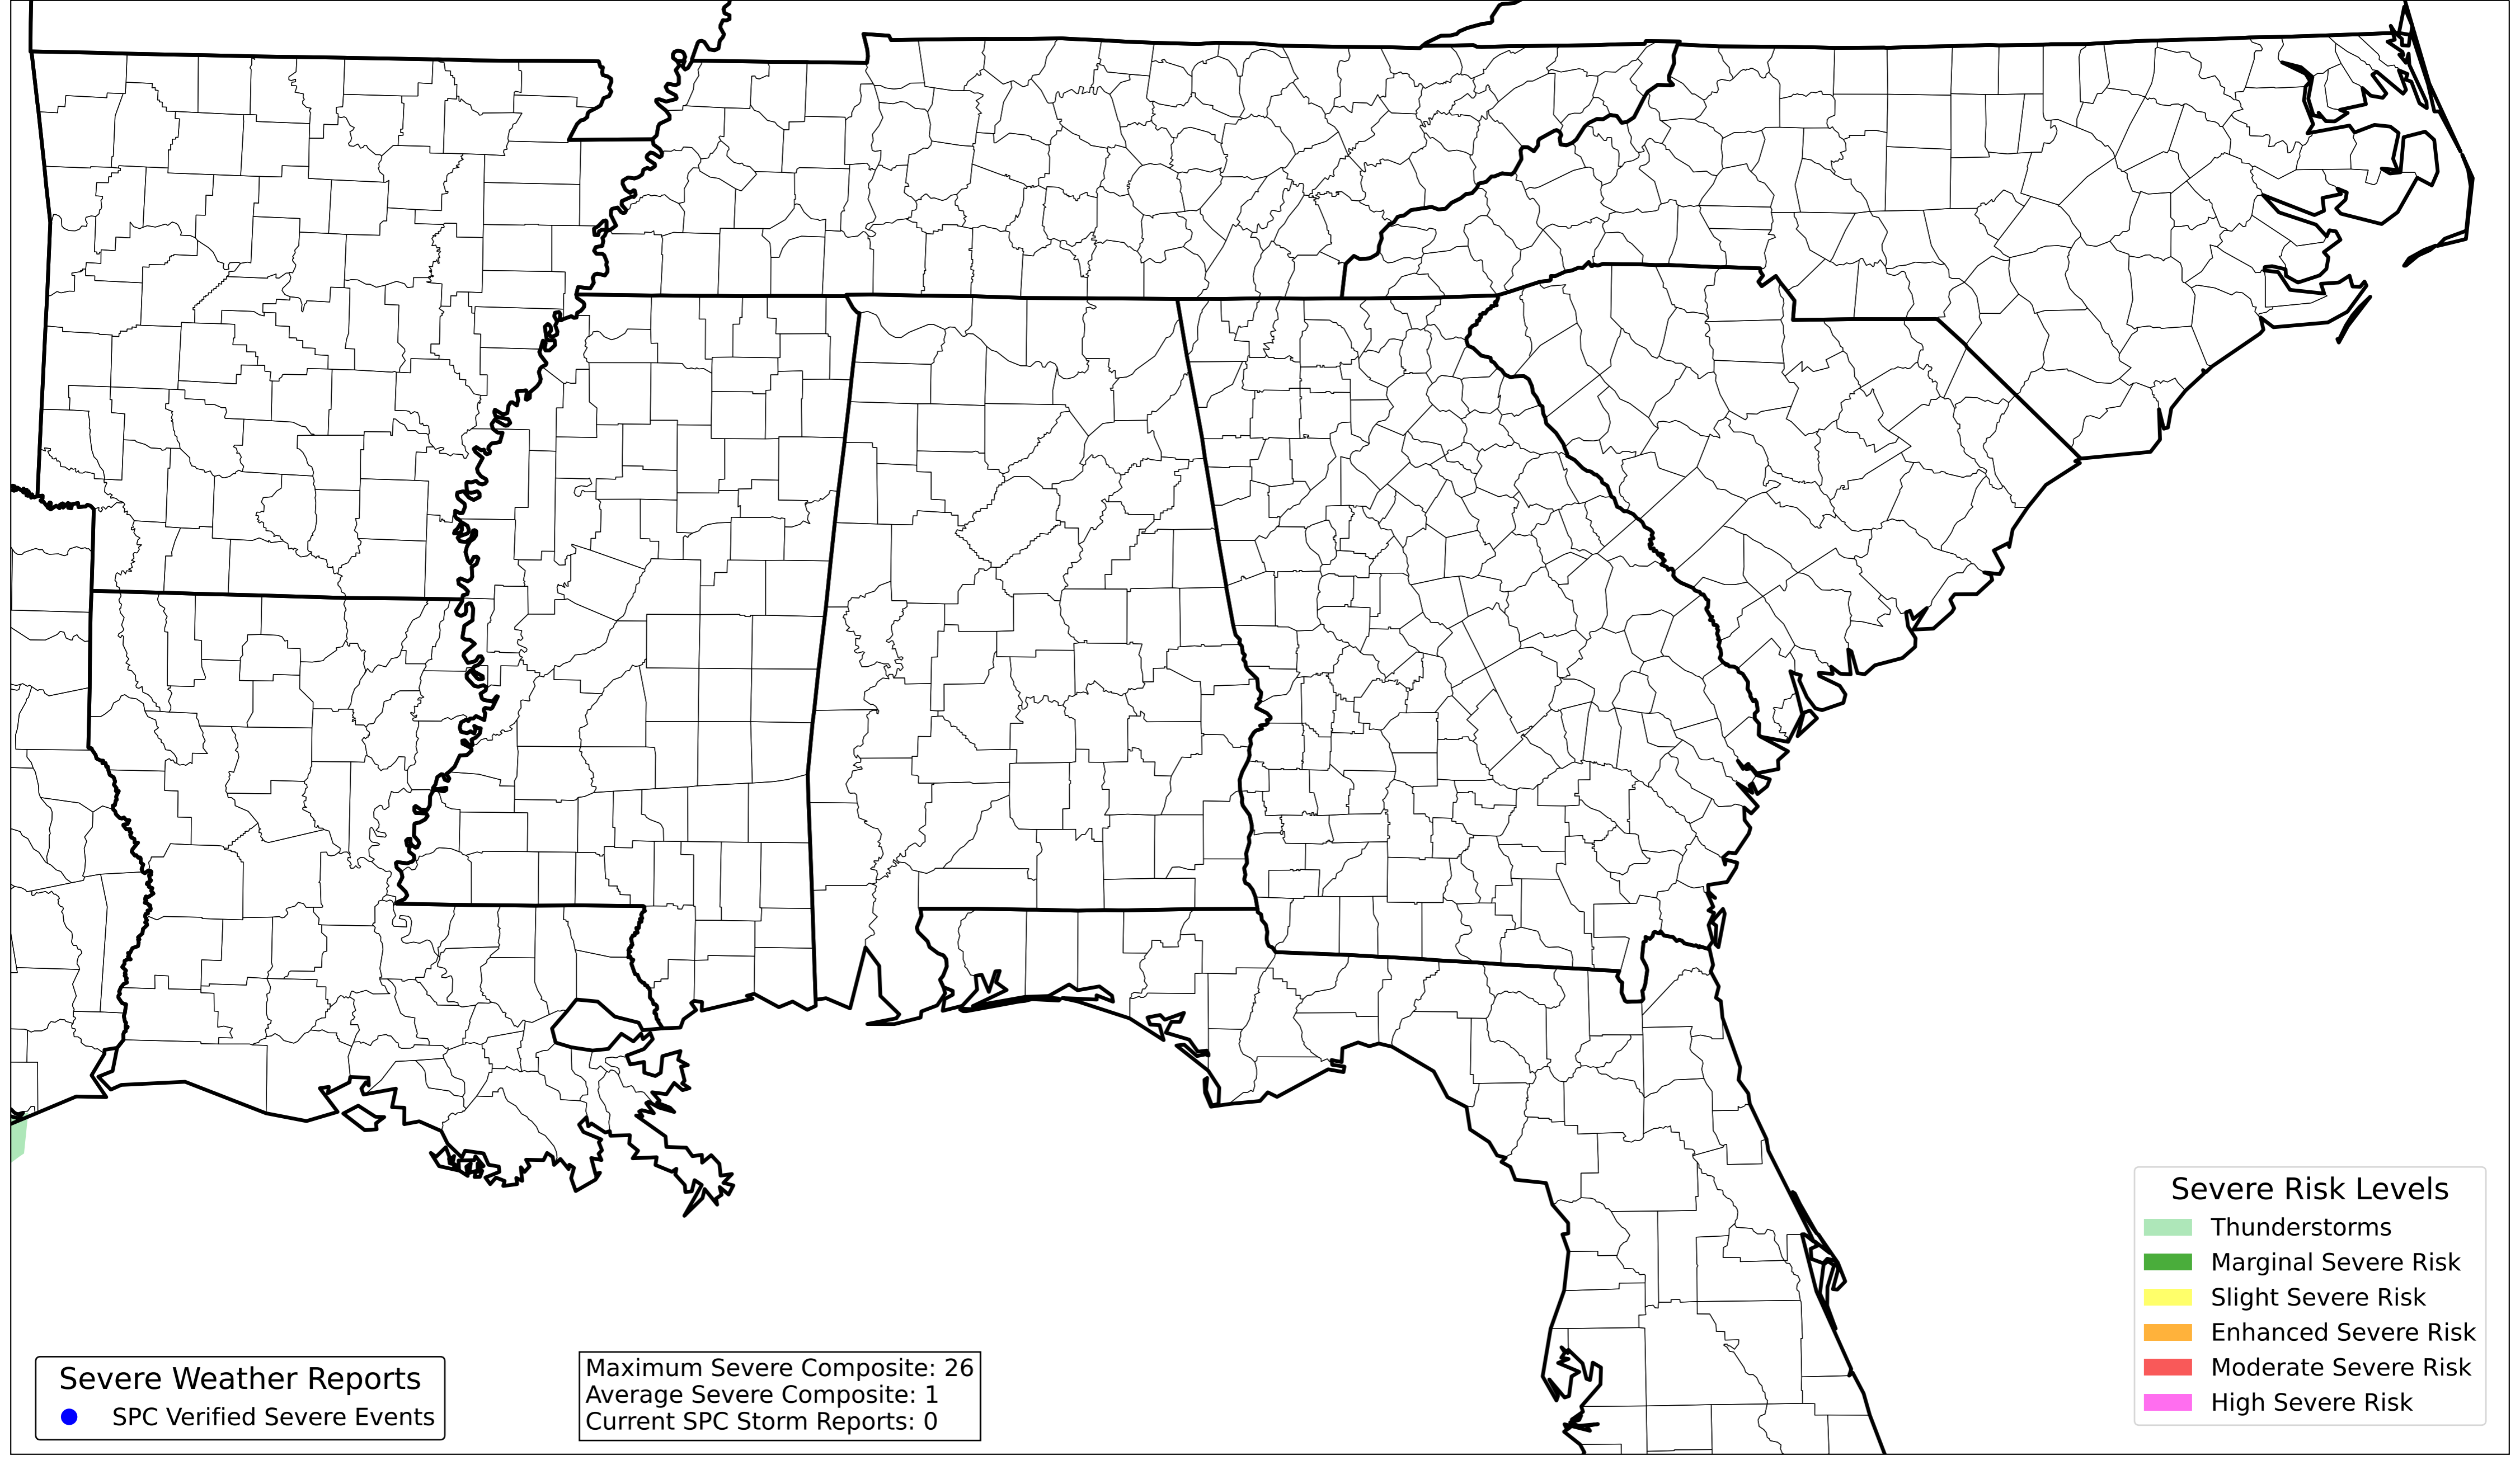 Severe Weather Reports
SPC Verified Severe Events
Maximum Severe Composite: 26
Average Severe Composite: 1
Current SPC Storm Reports: 0
Severe Risk Levels
Thunderstorms
Marginal Severe Risk
Slight Severe Risk
Enhanced Severe Risk
Moderate Severe Risk
High Severe Risk